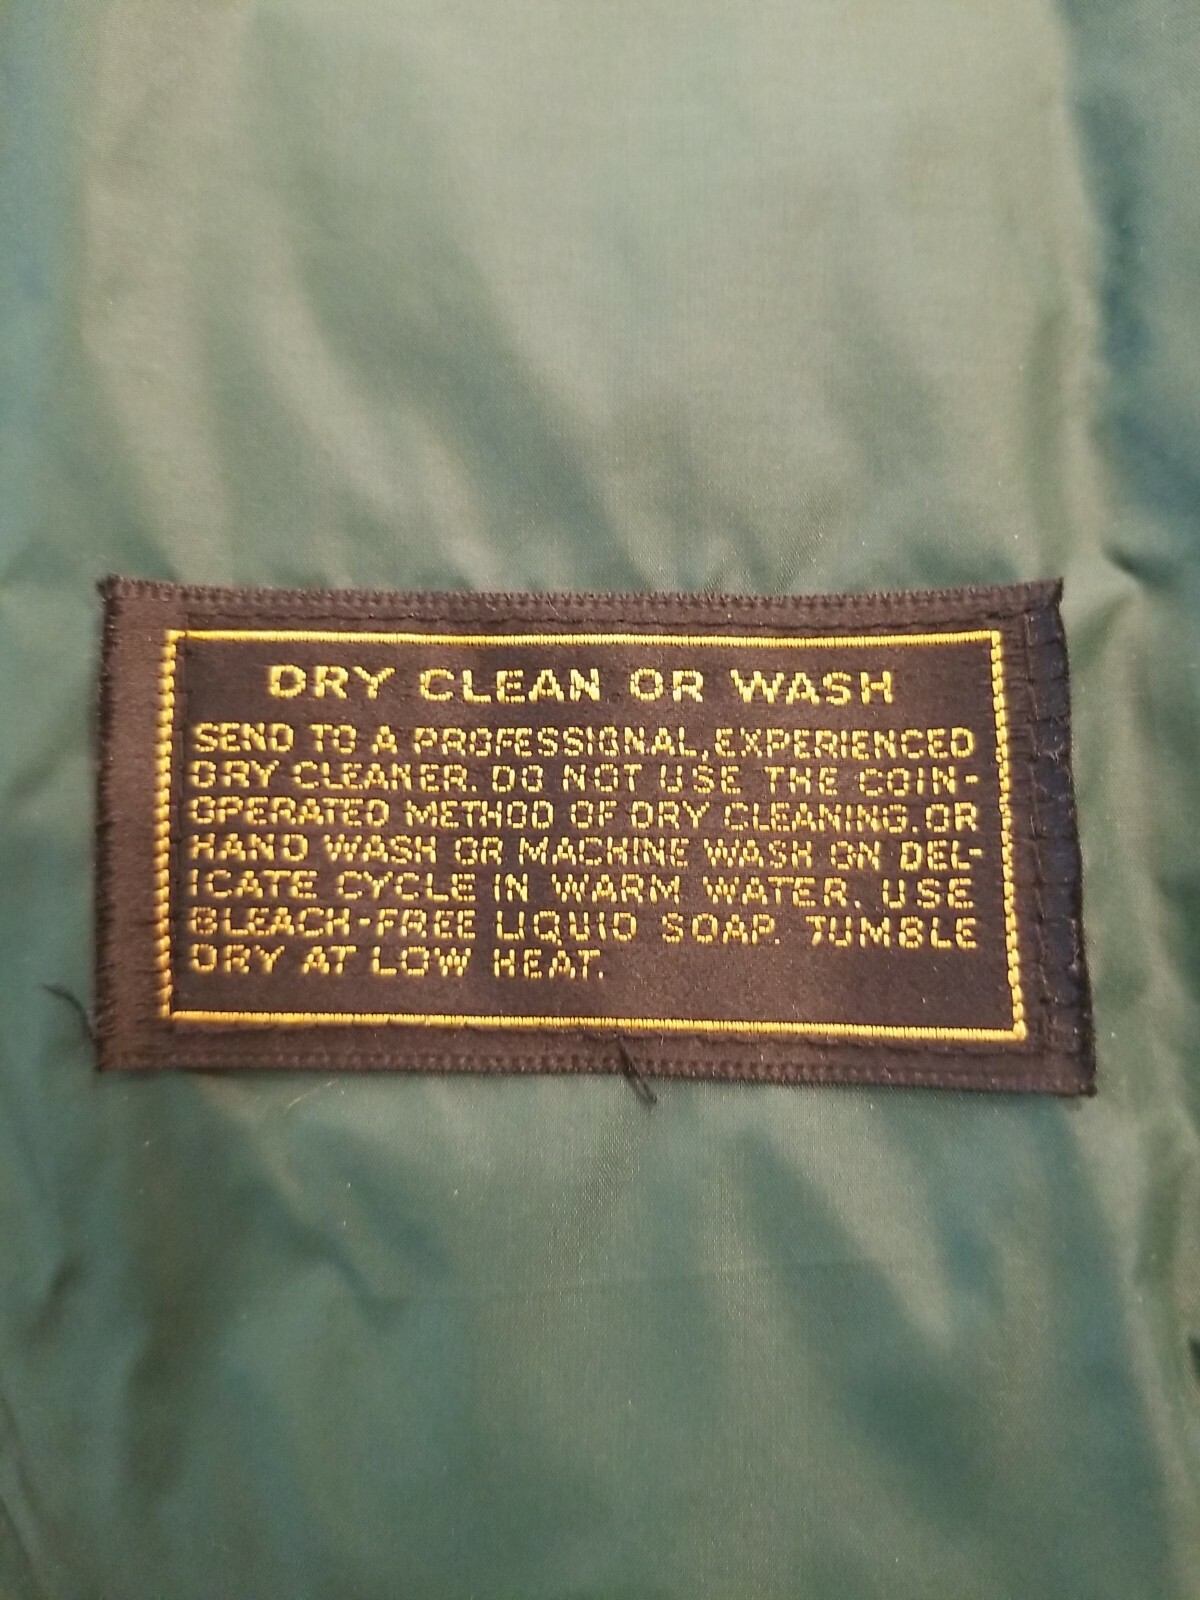 DRY CLEAN OR WASH
SEND TO A PROFESSIONAL, EXPERIENCED
DRY CLEANER. DO NOT USE THE COIN-
OPERATED METHOD OF DRY CLEANING. OR
HAND WASH OR MACHINE WASH ON DEL-
ICATE CYCLE IN WARM WATER. USE
BLEACH-FREE LIQUID SOAP. TUMBLE
DRY AT LOW HEAT.